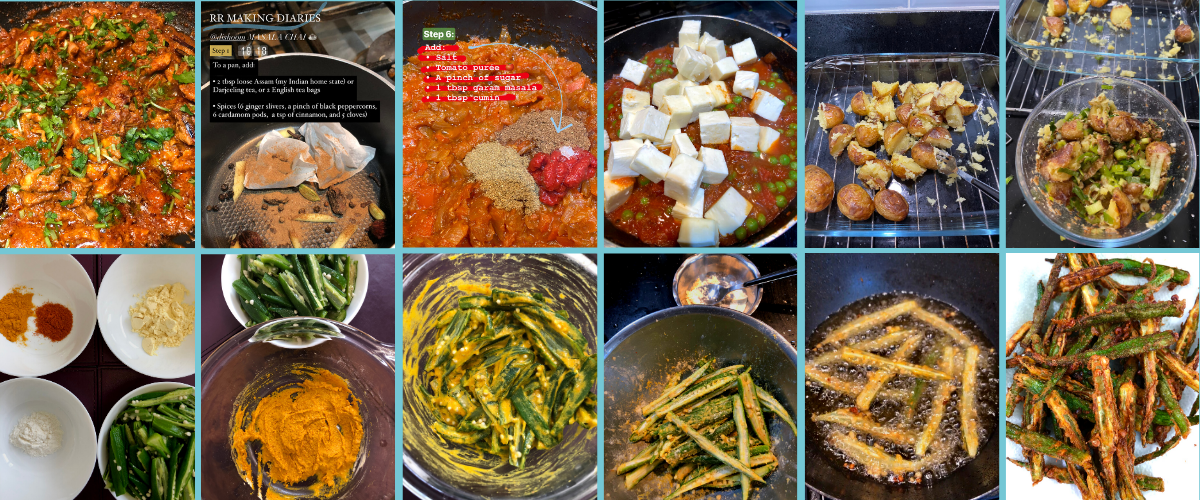 RR MAKING DIARIES
@dishoom MASALA CHAI
Step 1
To a pan, add:
• 2 tbsp loose Assam (my Indian home state) or
Darjeeling tea, or 2 English tea bags
• Spices (6 ginger slivers, a pinch of black peppercorns,
6 cardamom pods, a tsp of cinnamon, and 5 cloves)
Step 6:
Add:
• Salt
• Tomato puree
• A pinch of sugar
• 1 tbsp garam masala
• 1 tbsp cumin